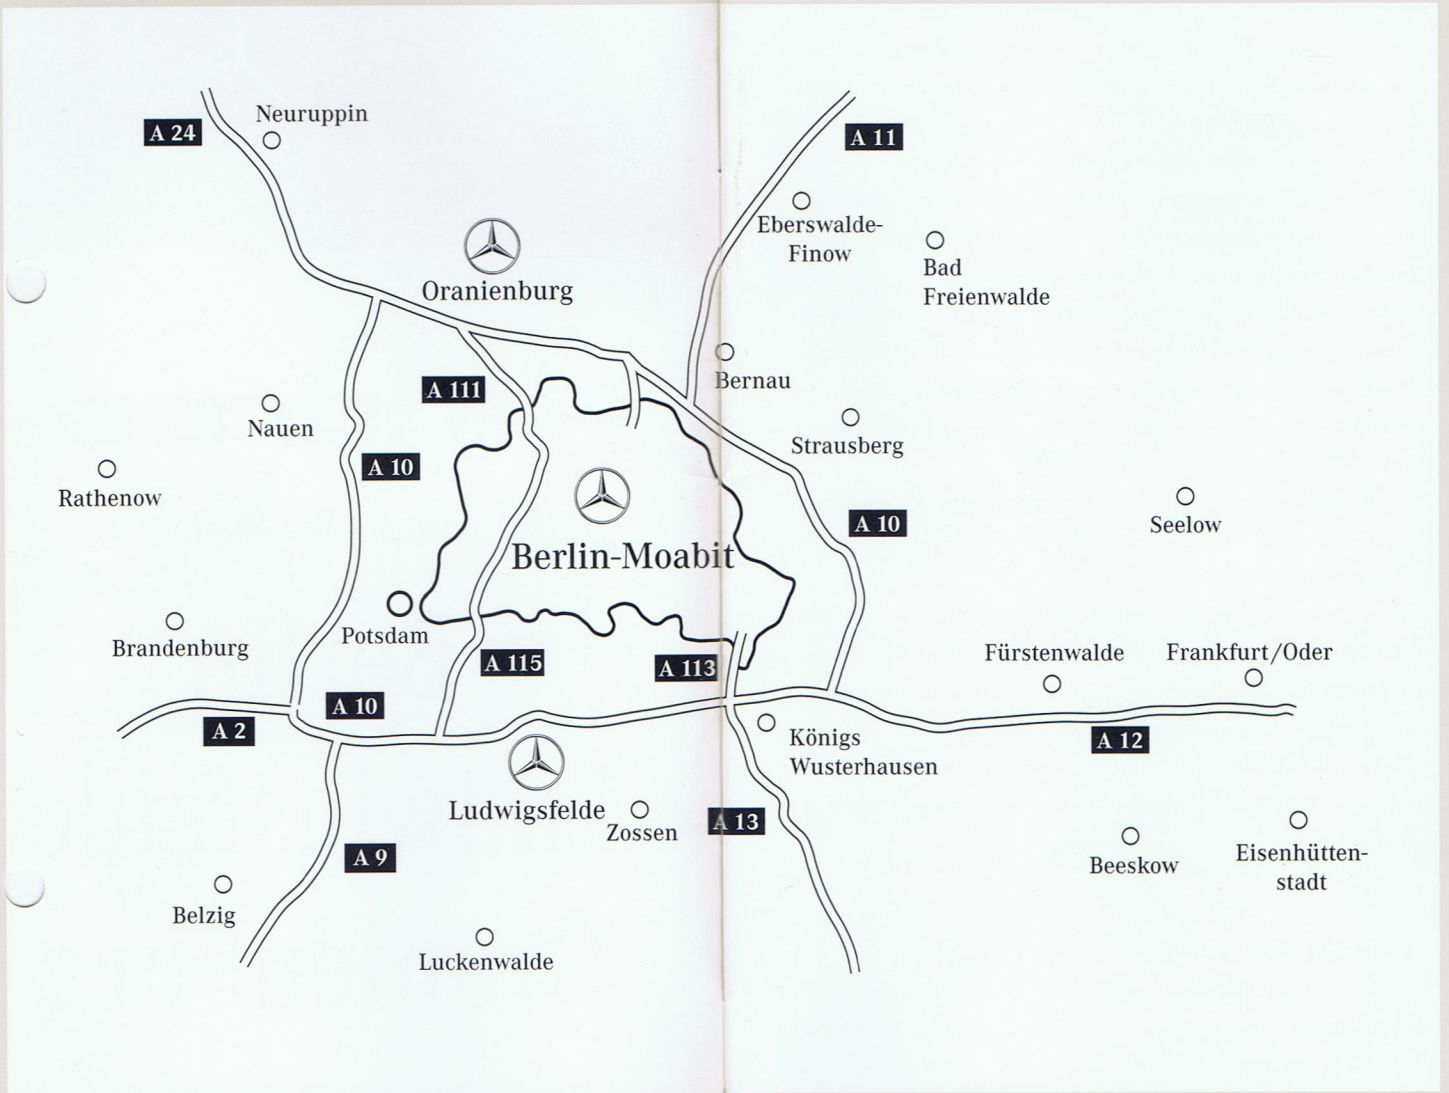 Neuruppin
A 24
A 11
Eberswalde-
Finow
Bad
Freienwalde
Oranienburg
Bernau
A 111
Nauen
Strausberg
A 10
Rathenow
A 10
Seelow
Berlin-Moabit
Potsdam
Brandenburg
A 115
A 113
Fürstenwalde
Frankfurt/Oder
A 10
A 2
Königs
Wusterhausen
A 12
Ludwigsfelde
Zossen
A 13
A 9
Beeskow
Eisenhütten-
stadt
Belzig
Luckenwalde